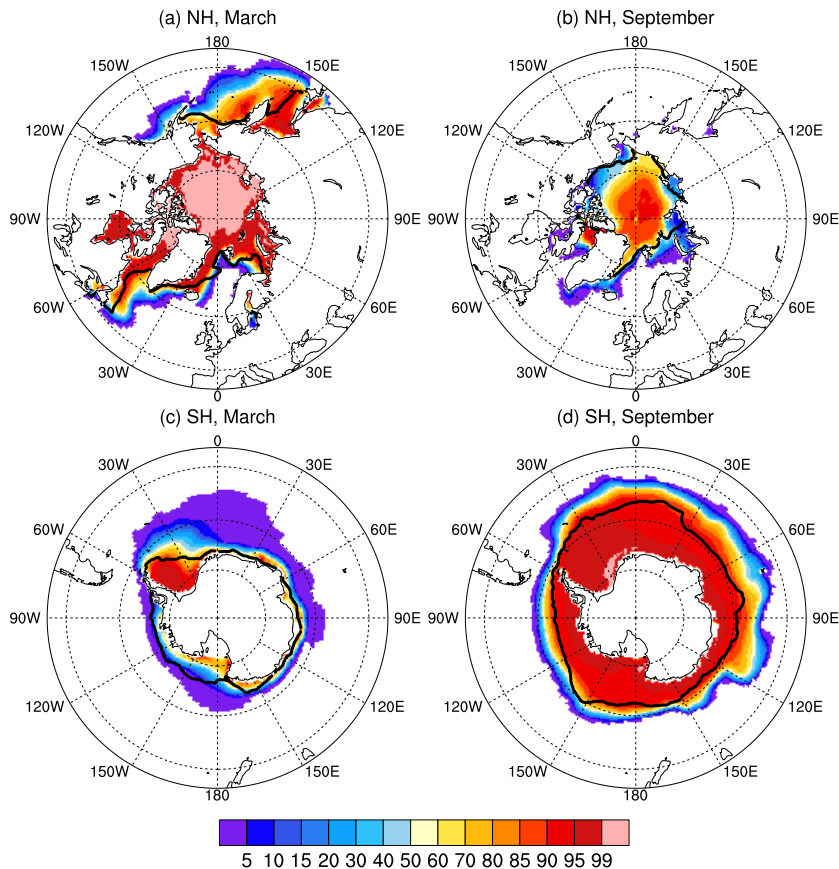 (a) NH, March
(b) NH, September
180
180
150W
150E
150W
150E
120W
120E
120W
120E
90W
90E
90W
90E
60W
60E
60W
60E
30W
30E
30W
30E
0
0
(c) SH, March
(d) SH, September
0
0
30W
30E
30W
30E
60W
60E
60W
60E
90W
90E
90W
90E
120W
120E
120W
120E
150W
150E
150W
150E
180
180
5 10 15 20 30 40 50 60 70 80 85 90 95 99